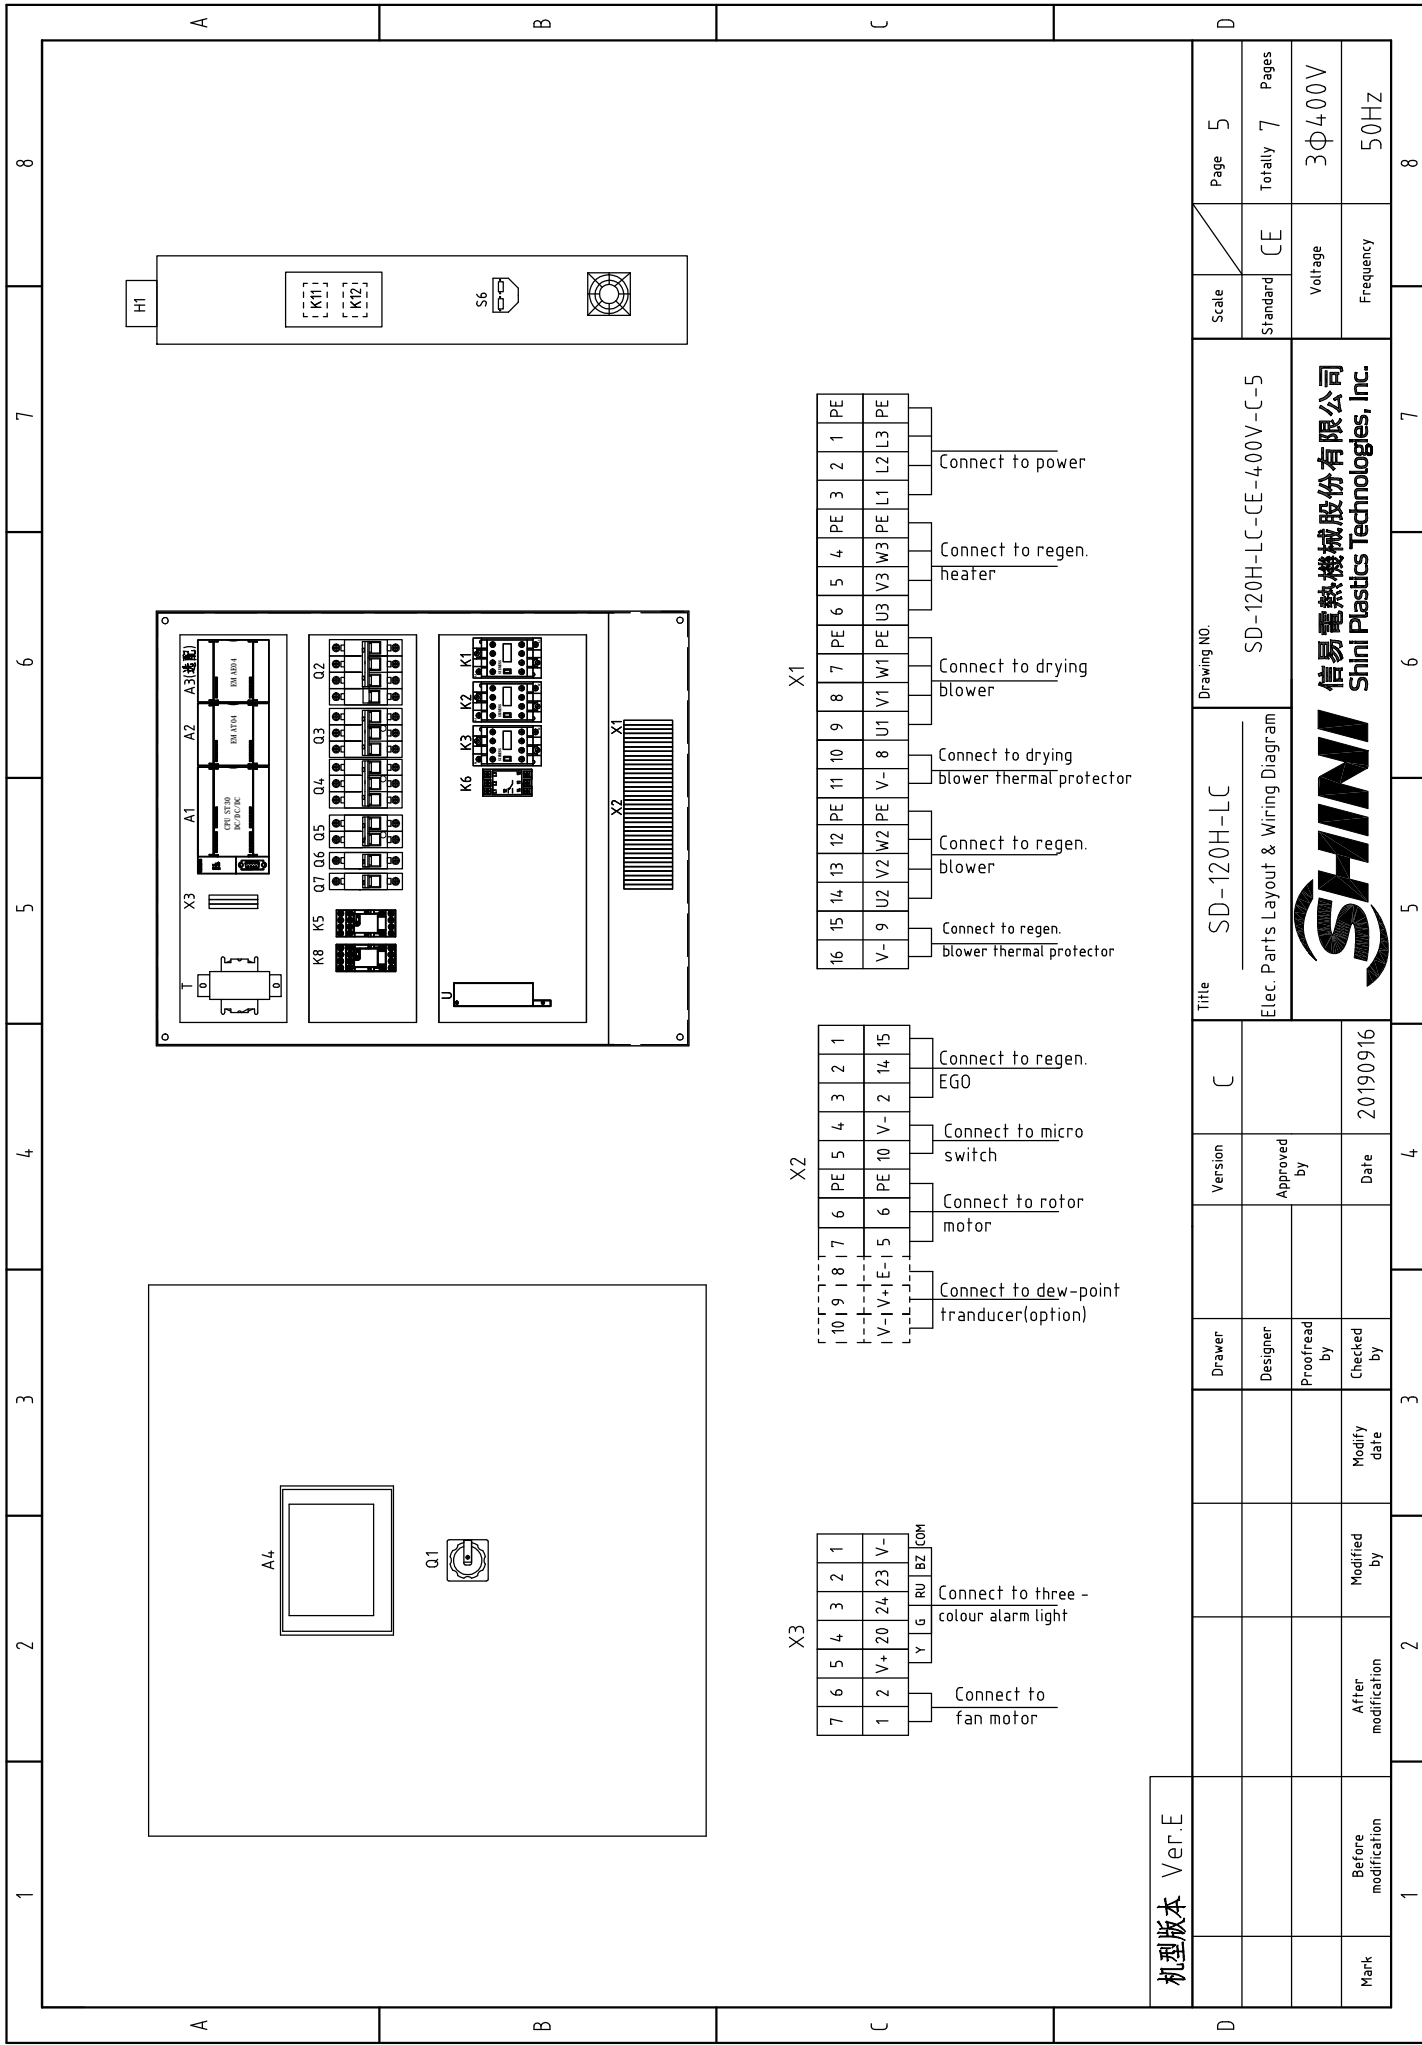 1 2 3 4 5 6 7 8
A
B
C
D
A4
Q1
T
X3
A1
A2
A3(选配)
CPU ST30
DC/DC/DC
EM AT04
EM AE04
K8
K5
Q7
Q6
Q5
Q4
Q3
Q2
U
K6
K3
K2
K1
X2
X1
H1
K11
K12
S6
X3
7 6 5 4 3 2 1
1 2 V+ 20 24 23 V-
Y G RU BZ COM
Connect to
fan motor
Connect to three -
colour alarm light
X2
10 9 8 7 6 PE 5 4 3 2 1
V- V+ E- 5 6 PE 10 V- 2 14 15
Connect to dew-point
tranducer(option)
Connect to rotor
motor
Connect to micro
switch
Connect to regen.
EGO
X1
16 15 14 13 12 PE 11 10 9 8 7 PE 6 5 4 PE 3 2 1 PE
V- 9 U2 V2 W2 PE V- 8 U1 V1 W1 PE U3 V3 W3 PE L1 L2 L3 PE
Connect to regen.
blower thermal protector
Connect to regen.
blower
Connect to drying
blower thermal protector
Connect to drying
blower
Connect to regen.
heater
Connect to power
机型版本 Ver.E
Mark
Before
modification
After
modification
Modified
by
Modify
date
Drawer
Designer
Proofread
by
Checked
by
Version
C
Approved
by
Date
20190916
Title
SD-120H-LC
Elec. Parts Layout & Wiring Diagram
Drawing NO.
SD-120H-LC-CE-400V-C-5
SHINI
信易電熱機械股份有限公司
Shini Plastics Technologies, Inc.
Scale
Page 5
Standard
CE
Totally 7 Pages
Voltage
3Φ400V
Frequency
50Hz
A
B
C
D
1 2 3 4 5 6 7 8